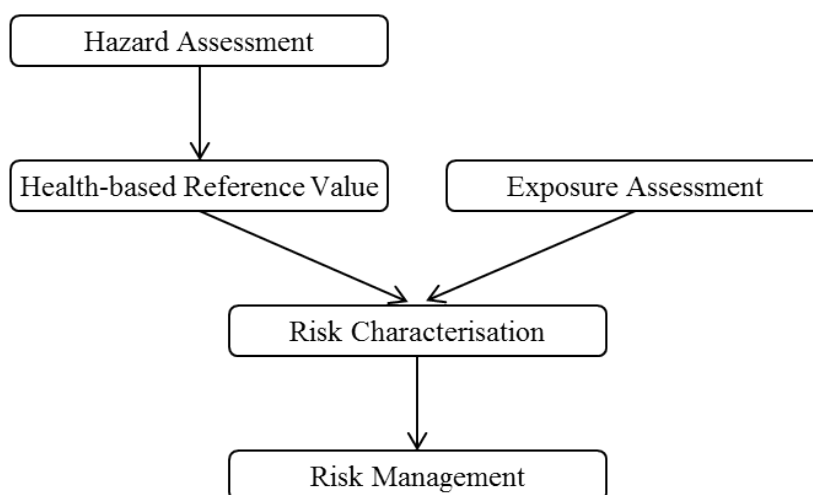 Hazard Assessment
Health-based Reference Value
Exposure Assessment
Risk Characterisation
Risk Management